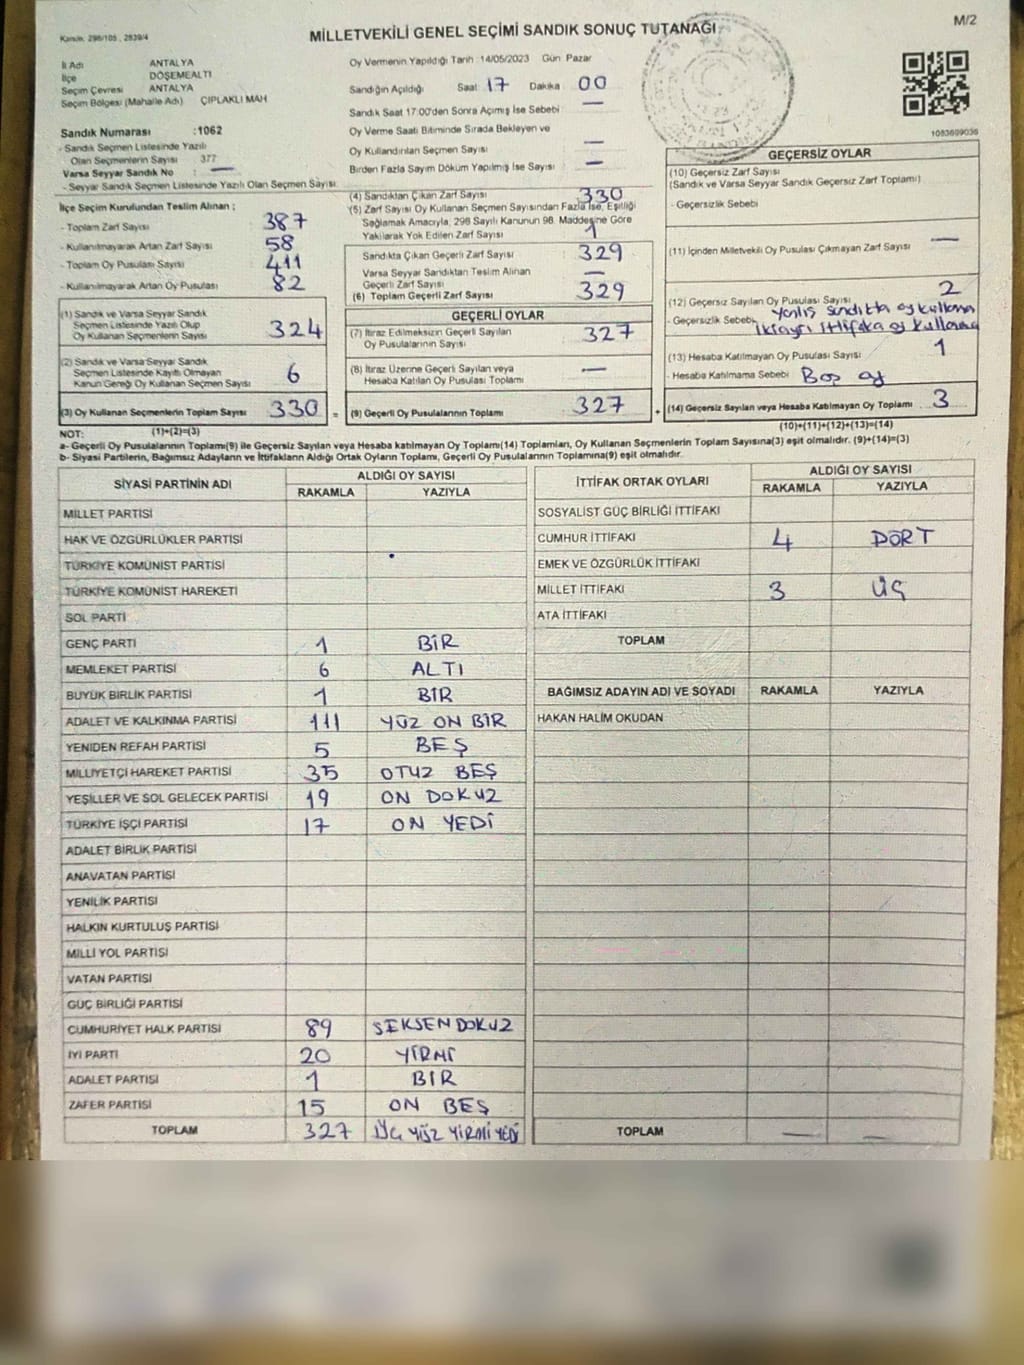 M/2
Kanun, 298/105 , 2839/4
MİLLETVEKİLİ GENEL SEÇİMİ SANDIK SONUÇ TUTANAĞI
İl Adı ANTALYA
İlçe DÖŞEMEALTI
Seçim Çevresi ANTALYA
Seçim Bölgesi (Mahalle Adı) ÇIPLAKLI MAH
Sandık Numarası :1062
- Sandık Seçmen Listesinde Yazılı
Olan Seçmenlerin Sayısı 377
Varsa Seyyar Sandık No : —
- Seyyar Sandık Seçmen Listesinde Yazılı Olan Seçmen Sayısı
İlçe Seçim Kurulundan Teslim Alınan ;
- Toplam Zarf Sayısı 387
- Kullanılmayarak Artan Zarf Sayısı 58
- Toplam Oy Pusulası Sayısı 411
- Kullanılmayarak Artan Oy Pusulası 82
(1) Sandık ve Varsa Seyyar Sandık
Seçmen Listesinde Yazılı Olup
Oy Kullanan Seçmenlerin Sayısı 324
(2) Sandık ve Varsa Seyyar Sandık
Seçmen Listesinde Kayıtlı Olmayan
Kanun Gereği Oy Kullanan Seçmen Sayısı 6
(3) Oy Kullanan Seçmenlerin Toplam Sayısı 330 =
(1)+(2)=(3)
Oy Vermenin Yapıldığı Tarih :14/05/2023 Gün Pazar
Sandığın Açıldığı Saat 17 Dakika 00
Sandık Saat 17:00'den Sonra Açımış İse Sebebi —
Oy Verme Saati Bitiminde Sırada Bekleyen ve
Oy Kullandırılan Seçmen Sayısı —
Birden Fazla Sayım Döküm Yapılmış İse Sayısı —
(4) Sandıktan Çıkan Zarf Sayısı 330
(5) Zarf Sayısı Oy Kullanan Seçmen Sayısından Fazla İse, Eşitliği
Sağlamak Amacıyla, 298 Sayılı Kanunun 98. Maddesine Göre
Yakılarak Yok Edilen Zarf Sayısı 1
Sandıkta Çıkan Geçerli Zarf Sayısı : 329
Varsa Seyyar Sandıktan Teslim Alınan
Geçerli Zarf Sayısı —
(6) Toplam Geçerli Zarf Sayısı 329
GEÇERLİ OYLAR
(7) İtiraz Edilmeksizin Geçerli Sayılan
Oy Pusulalarının Sayısı : 327
(8) İtiraz Üzerine Geçerli Sayılan veya
Hesaba Katılan Oy Pusulası Toplamı —
(9) Geçerli Oy Pusulalarının Toplamı 327 +
1083609036
GEÇERSİZ OYLAR
(10) Geçersiz Zarf Sayısı
(Sandık ve Varsa Seyyar Sandık Geçersiz Zarf Toplamı)
- Geçersizlik Sebebi
(11) İçinden Milletvekili Oy Pusulası Çıkmayan Zarf Sayısı —
(12) Geçersiz Sayılan Oy Pusulası Sayısı 2
- Geçersizlik Sebebi Yanlış sandıkta oy kullanma
iki ayrı ittifaka oy kullanma
(13) Hesaba Katılmayan Oy Pusulası Sayısı 1
- Hesaba Katılmama Sebebi Boş oy
(14) Geçersiz Sayılan veya Hesaba Katılmayan Oy Toplamı 3
(10)+(11)+(12)+(13)=(14)
NOT:
a- Geçerli Oy Pusulalarının Toplamı(9) ile Geçersiz Sayılan veya Hesaba katılmayan Oy Toplamı(14) Toplamları, Oy Kullanan Seçmenlerin Toplam Sayısına(3) eşit olmalıdır. (9)+(14)=(3)
b- Siyasi Partilerin, Bağımsız Adayların ve İttifakların Aldığı Ortak Oyların Toplamı, Geçerli Oy Pusulalarının Toplamına(9) eşit olmalıdır.
SİYASİ PARTİNİN ADI ALDIĞI OY SAYISI
RAKAMLA YAZIYLA
MİLLET PARTİSİ
HAK VE ÖZGÜRLÜKLER PARTİSİ
TÜRKİYE KOMÜNİST PARTİSİ
TÜRKİYE KOMÜNİST HAREKETİ
SOL PARTİ
GENÇ PARTİ 1 BİR
MEMLEKET PARTİSİ 6 ALTI
BÜYÜK BİRLİK PARTİSİ 1 BİR
ADALET VE KALKINMA PARTİSİ 111 YÜZ ON BİR
YENİDEN REFAH PARTİSİ 5 BEŞ
MİLLİYETÇİ HAREKET PARTİSİ 35 OTUZ BEŞ
YEŞİLLER VE SOL GELECEK PARTİSİ 19 ON DOKUZ
TÜRKİYE İŞÇİ PARTİSİ 17 ON YEDİ
ADALET BİRLİK PARTİSİ
ANAVATAN PARTİSİ
YENİLİK PARTİSİ
HALKIN KURTULUŞ PARTİSİ
MİLLİ YOL PARTİSİ
VATAN PARTİSİ
GÜÇ BİRLİĞİ PARTİSİ
CUMHURİYET HALK PARTİSİ 89 SEKSEN DOKUZ
İYİ PARTİ 20 YİRMİ
ADALET PARTİSİ 1 BİR
ZAFER PARTİSİ 15 ON BEŞ
TOPLAM 327 ÜÇ YÜZ YİRMİ YEDİ
İTTİFAK ORTAK OYLARI ALDIĞI OY SAYISI
RAKAMLA YAZIYLA
SOSYALİST GÜÇ BİRLİĞİ İTTİFAKI
CUMHUR İTTİFAKI 4 DÖRT
EMEK VE ÖZGÜRLÜK İTTİFAKI
MİLLET İTTİFAKI 3 ÜÇ
ATA İTTİFAKI
TOPLAM
BAĞIMSIZ ADAYIN ADI VE SOYADI RAKAMLA YAZIYLA
HAKAN HALİM OKUDAN
TOPLAM — —